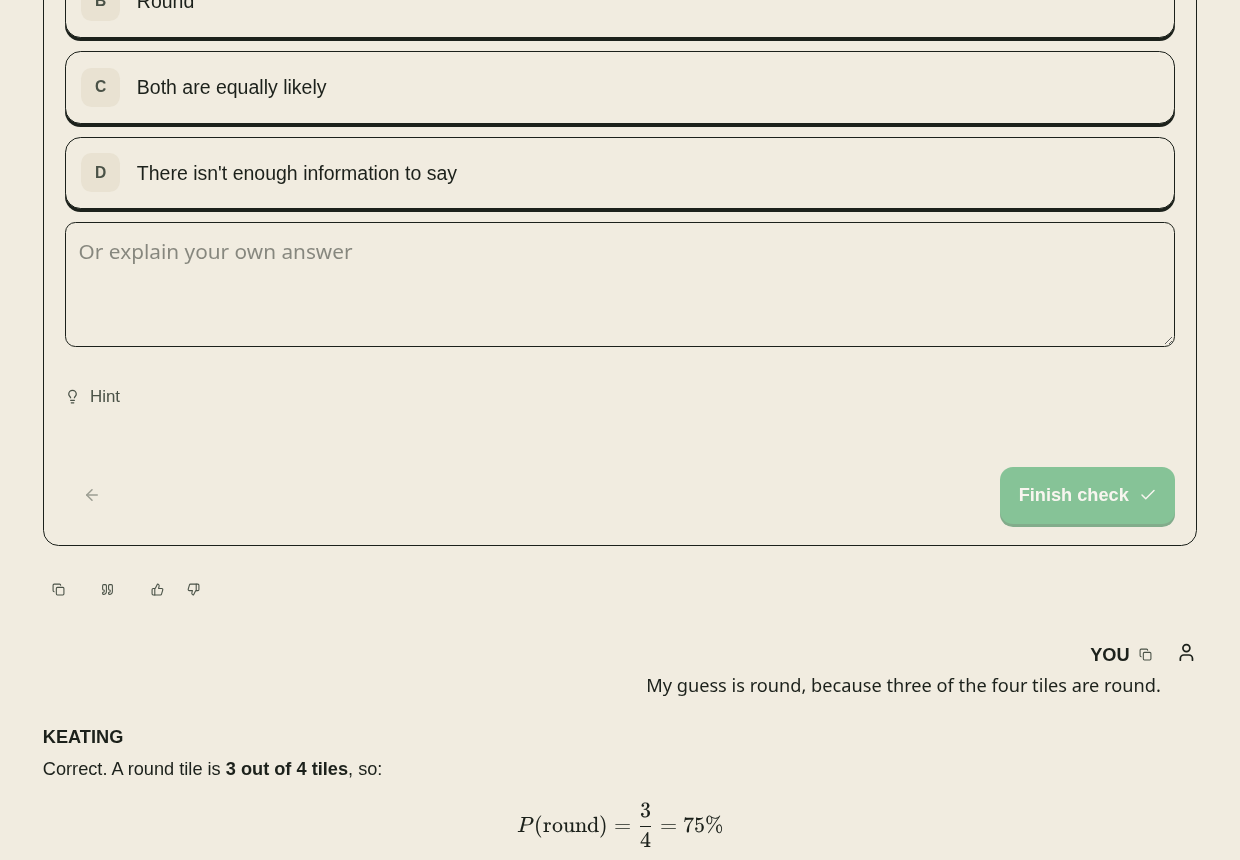 B Round
C Both are equally likely
D There isn't enough information to say
Or explain your own answer
Hint
Finish check
YOU
My guess is round, because three of the four tiles are round.
KEATING
Correct. A round tile is 3 out of 4 tiles, so:
P(round) = 3/4 = 75%